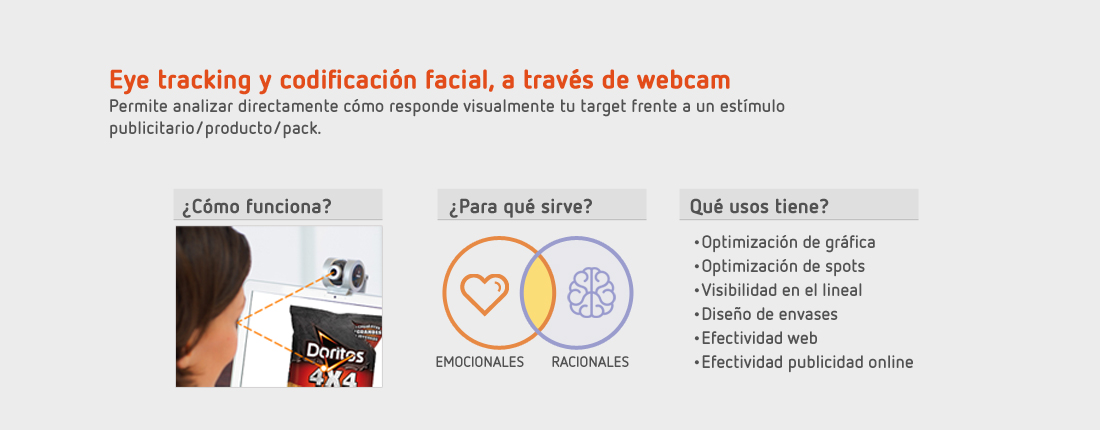 Eye tracking y codificación facial, a través de webcam
Permite analizar directamente cómo responde visualmente tu target frente a un estímulo
publicitario/producto/pack.
¿Cómo funciona?
Doritos
4X4
¿Para qué sirve?
EMOCIONALES
RACIONALES
Qué usos tiene?
•Optimización de gráfica
•Optimización de spots
•Visibilidad en el lineal
•Diseño de envases
•Efectividad web
•Efectividad publicidad online